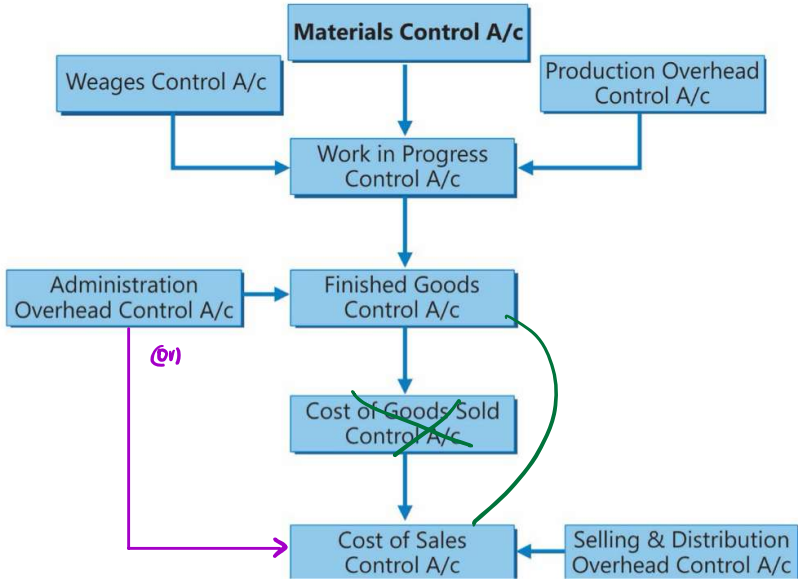 Materials Control A/c
Weages Control A/c
Production Overhead
Control A/c
Work in Progress
Control A/c
Administration
Overhead Control A/c
Finished Goods
Control A/c
(or)
Cost of Goods Sold
Control A/c
Cost of Sales
Control A/c
Selling & Distribution
Overhead Control A/c